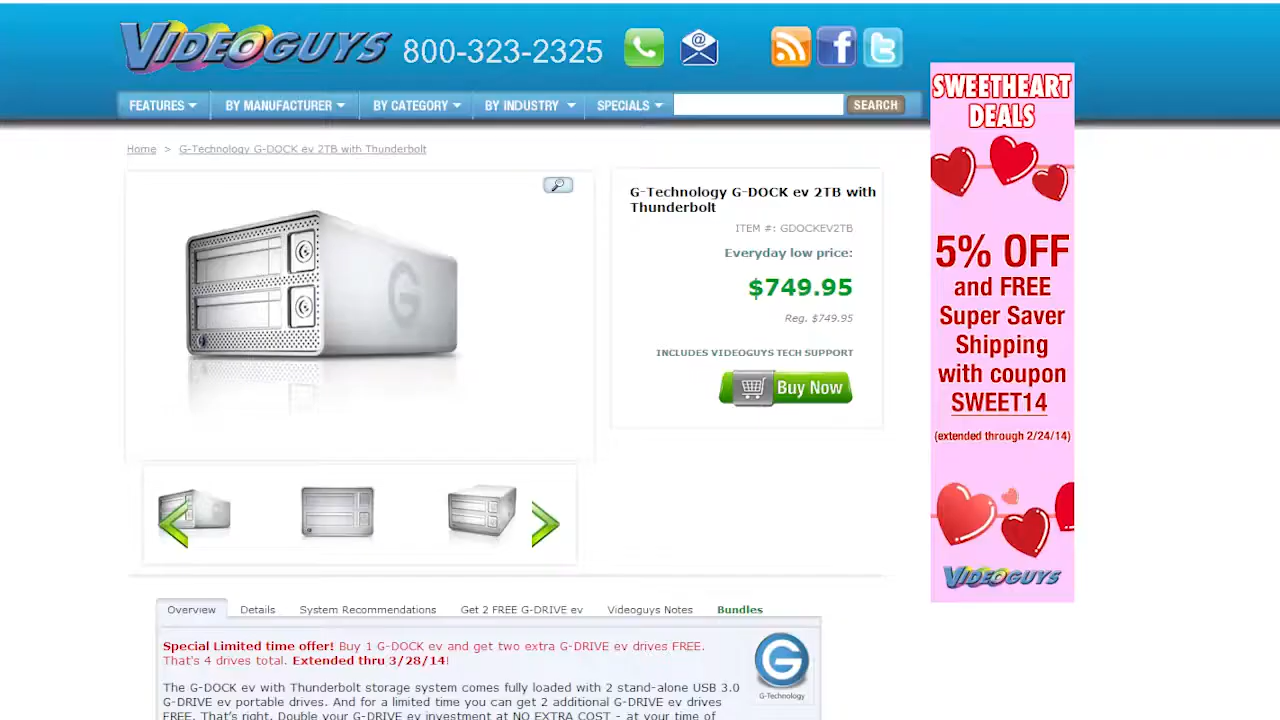 VIDEOGUYS 800-323-2325
FEATURES BY MANUFACTURER BY CATEGORY BY INDUSTRY SPECIALS SEARCH
Home > G-Technology G-DOCK ev 2TB with Thunderbolt
G-Technology G-DOCK ev 2TB with
Thunderbolt
ITEM #: GDOCKEV2TB
Everyday low price:
$749.95
Reg. $749.95
INCLUDES VIDEOGUYS TECH SUPPORT
Buy Now
SWEETHEART
DEALS
5% OFF
and FREE
Super Saver
Shipping
with coupon
SWEET14
(extended through 2/24/14)
VIDEOGUYS
Overview Details System Recommendations Get 2 FREE G-DRIVE ev Videoguys Notes Bundles
Special Limited time offer! Buy 1 G-DOCK ev and get two extra G-DRIVE ev drives FREE.
That's 4 drives total. Extended thru 3/28/14!
G-Technology
The G-DOCK ev with Thunderbolt storage system comes fully loaded with 2 stand-alone USB 3.0
G-DRIVE ev portable drives. And for a limited time you can get 2 additional G-DRIVE ev drives
FREE. That's right. Double your G-DRIVE ev investment at NO EXTRA COST - at your time of